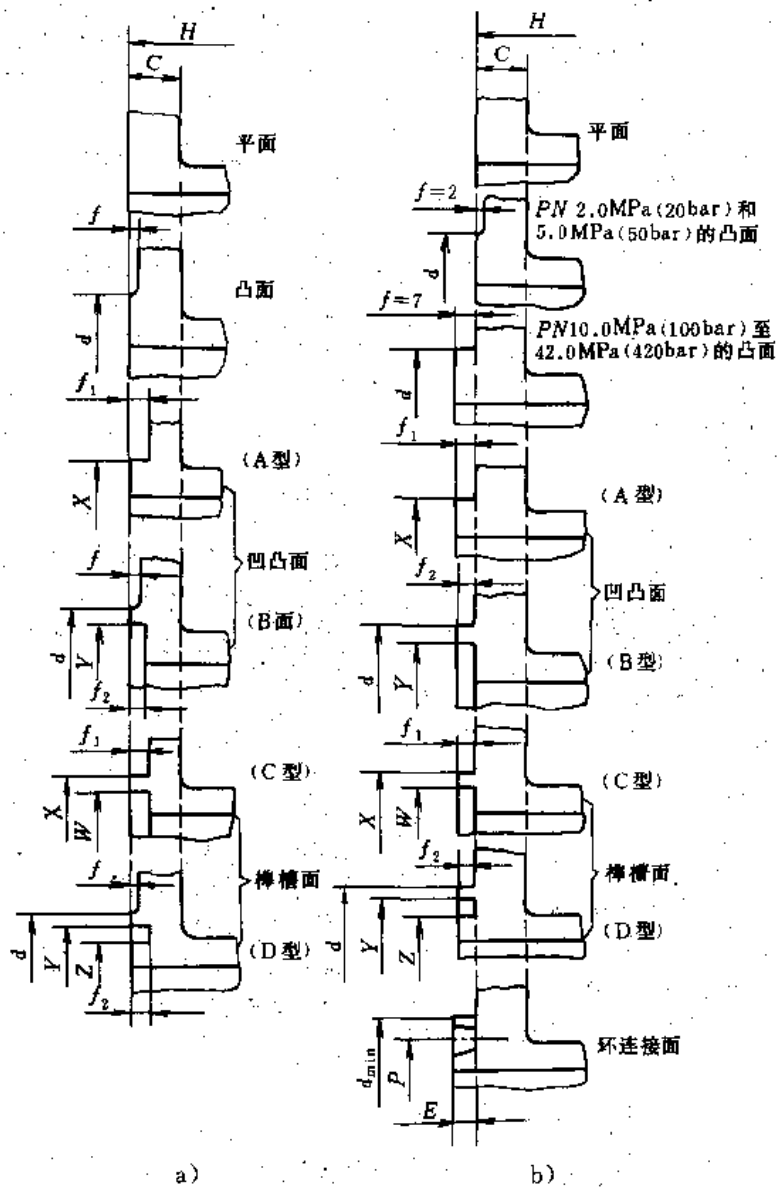 H
C
平面
f
凸面
d
f₁
(A型)
X
凹凸面
f
(B面)
d
Y
f₂
f₁
(C型)
X
W
榫槽面
f
(D型)
d
Y
Z
f₂
a)
H
C
平面
f=2
PN 2.0MPa(20bar)和
5.0MPa(50bar)的凸面
d
f=7
PN10.0MPa(100bar)至
42.0MPa(420bar)的凸面
d
f₁
(A型)
X
f₂
凹凸面
(B型)
d
Y
f₁
(C型)
X
W
f₂
榫槽面
(D型)
d
Y
Z
环连接面
dmin
P
E
b)